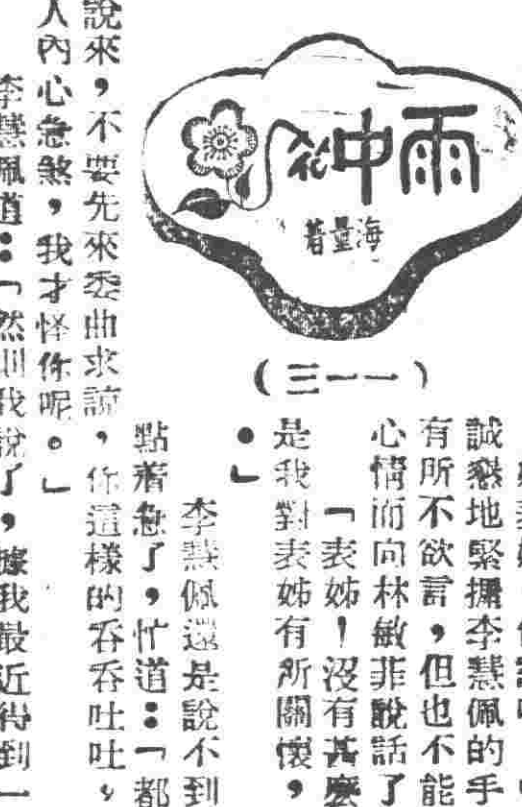 雨中花
海量著
(一一三)
誠懇地緊握李慧佩的手
有所不欲言,但也不能
心情而向林敏非說話了
「表姊!沒有甚麼
是我對表姊有所關懷,
。」
李慧佩還是說不到
點着急了,忙道:「都
說來,不要先來委曲求諒,你這樣的吞吞吐吐,
人內心急煞,我才怪你呢。」
李慧佩道:「然則我說了,據我最近得到一